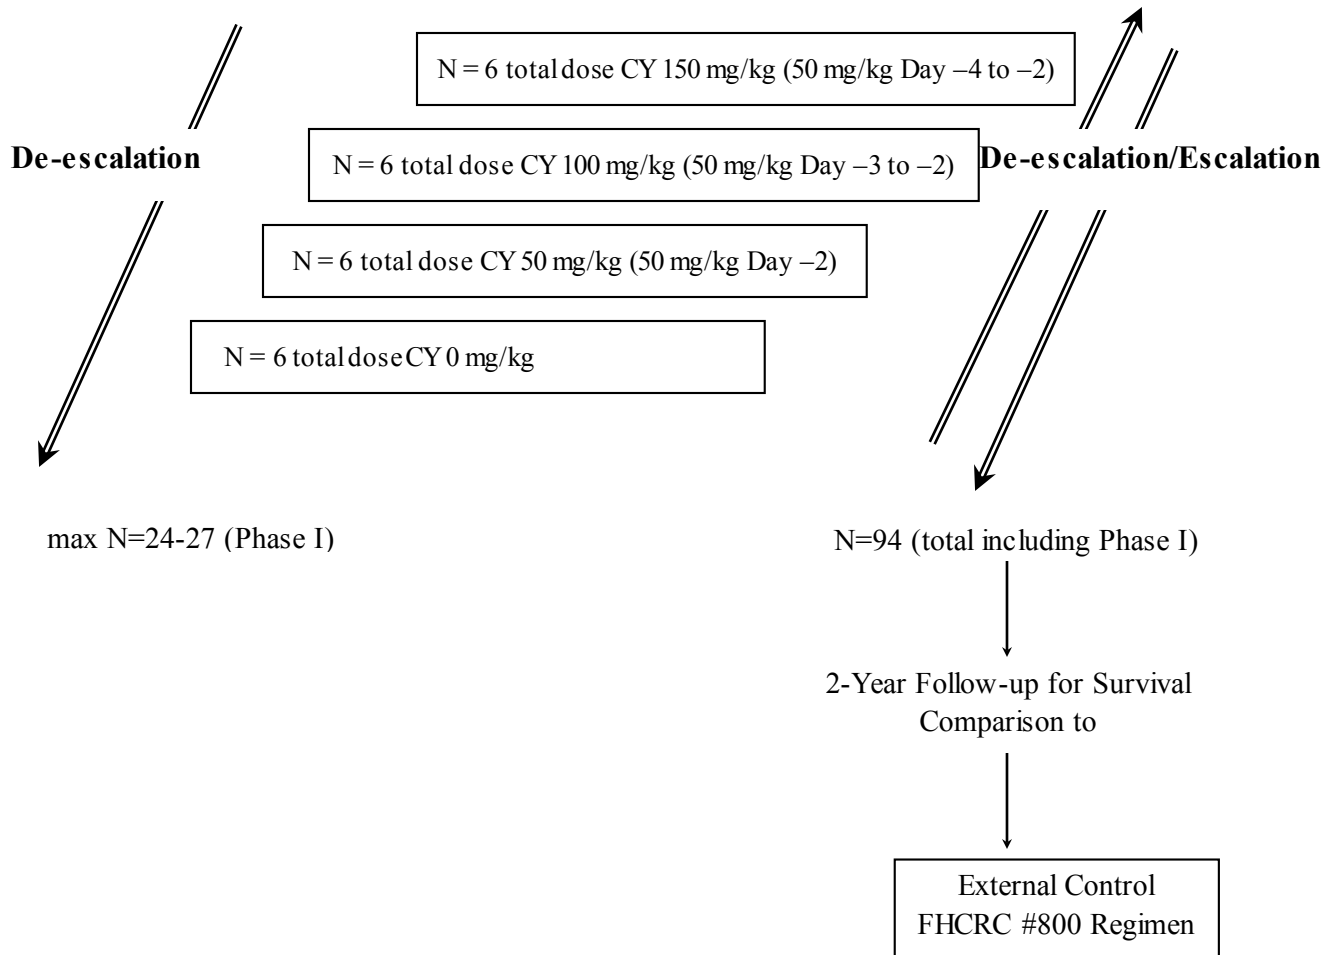 N = 6 total dose CY 150 mg/kg (50 mg/kg Day –4 to –2)
De-escalation
N = 6 total dose CY 100 mg/kg (50 mg/kg Day –3 to –2)
De-escalation/Escalation
N = 6 total dose CY 50 mg/kg (50 mg/kg Day –2)
N = 6 total dose CY 0 mg/kg
max N=24-27 (Phase I)
N=94 (total including Phase I)
2-Year Follow-up for Survival
Comparison to
External Control
FHCRC #800 Regimen